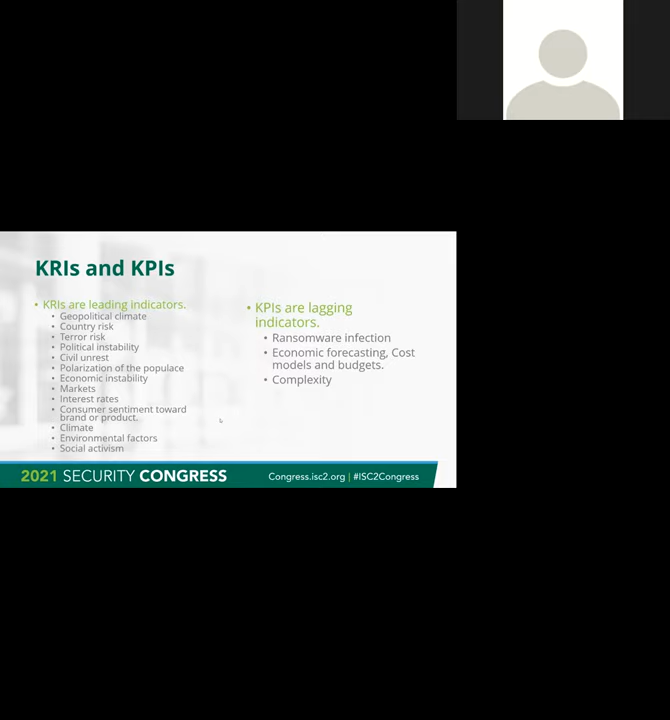 KRIs and KPIs
• KRIs are leading indicators.
• Geopolitical climate
• Country risk
• Terror risk
• Political instability
• Civil unrest
• Polarization of the populace
• Economic instability
• Markets
• Interest rates
• Consumer sentiment toward
brand or product.
• Climate
• Environmental factors
• Social activism
• KPIs are lagging
indicators.
• Ransomware infection
• Economic forecasting, Cost
models and budgets.
• Complexity
2021 SECURITY CONGRESS
Congress.isc2.org | #ISC2Congress